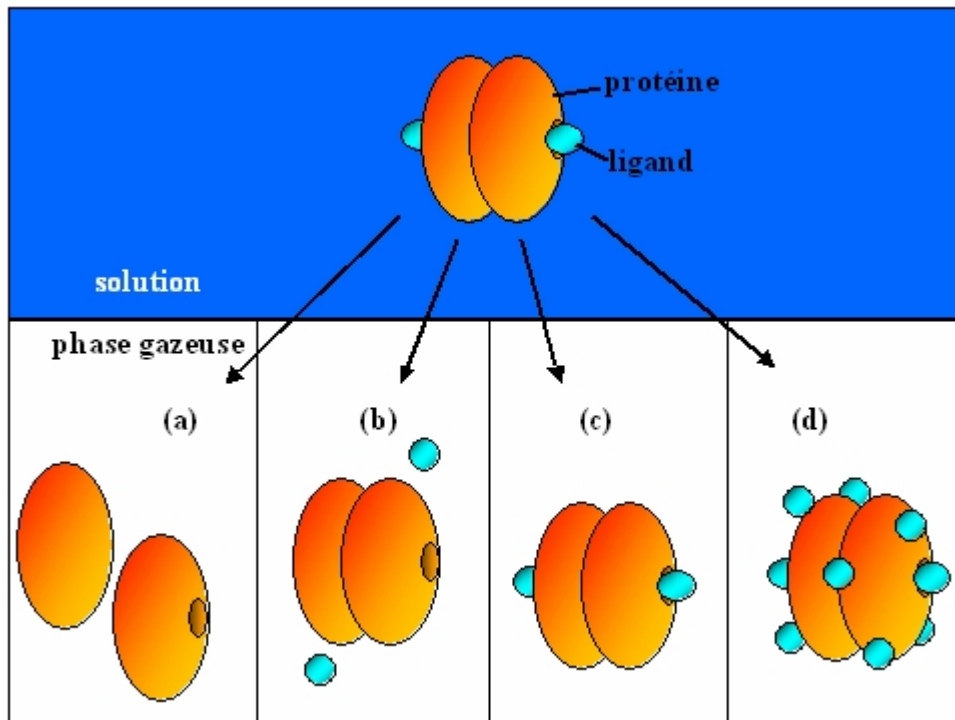 protéine
ligand
solution
phase gazeuse
(a)
(b)
(c)
(d)